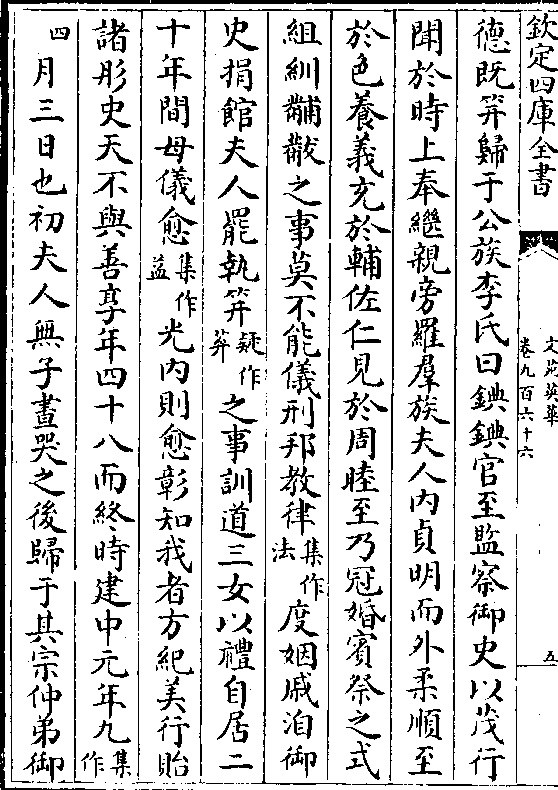 欽定四庫全書
文苑英華
卷九百六十六
五
德既笄歸于公族李氏曰錪錪官至監察御史以茂行
聞於時上奉繼親旁羅羣族夫人内貞明而外柔順至
於色養義充於輔佐仁見於周睦至乃冠婚賓祭之式
組紃黼黻之事莫不能儀刑邦教律集作法度姻戚洎御
史捐館夫人罷執笄疑作葬之事訓道三女以禮自居二
十年間母儀愈集作益光内則愈彰知我者方紀美行貽
諸彤史天不與善享年四十八而終時建中元年九集作
四月三日也初夫人無子晝哭之後歸于其宗仲弟御